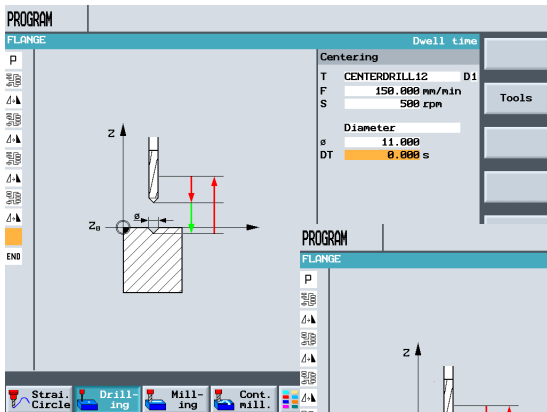 PROGRAM
FLANGE
Dwell time
P
END
Z
Z0
ø
Centering
T CENTERDRILL12 D1
F 150.000 mm/min
S 500 rpm
Diameter
ø 11.000
DT 0.000 s
Tools
PROGRAM
FLANGE
P
Z
Strai.
Circle
Drill-
ing
Mill-
ing
Cont.
mill.